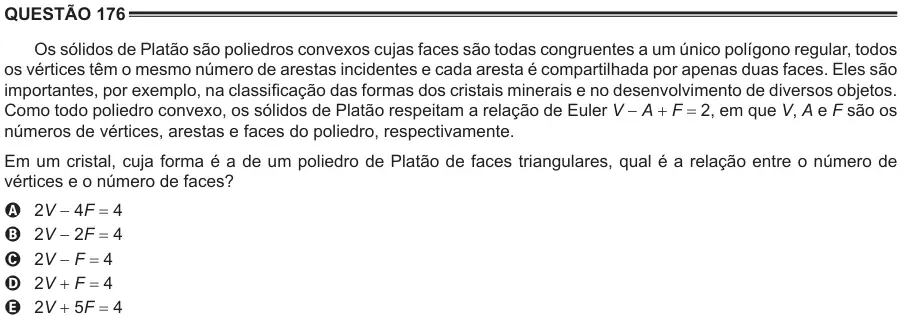 QUESTÃO 176
Os sólidos de Platão são poliedros convexos cujas faces são todas congruentes a um único polígono regular, todos
os vértices têm o mesmo número de arestas incidentes e cada aresta é compartilhada por apenas duas faces. Eles são
importantes, por exemplo, na classificação das formas dos cristais minerais e no desenvolvimento de diversos objetos.
Como todo poliedro convexo, os sólidos de Platão respeitam a relação de Euler V – A + F = 2, em que V, A e F são os
números de vértices, arestas e faces do poliedro, respectivamente.
Em um cristal, cuja forma é a de um poliedro de Platão de faces triangulares, qual é a relação entre o número de
vértices e o número de faces?
A 2V – 4F = 4
B 2V – 2F = 4
C 2V – F = 4
D 2V + F = 4
E 2V + 5F = 4